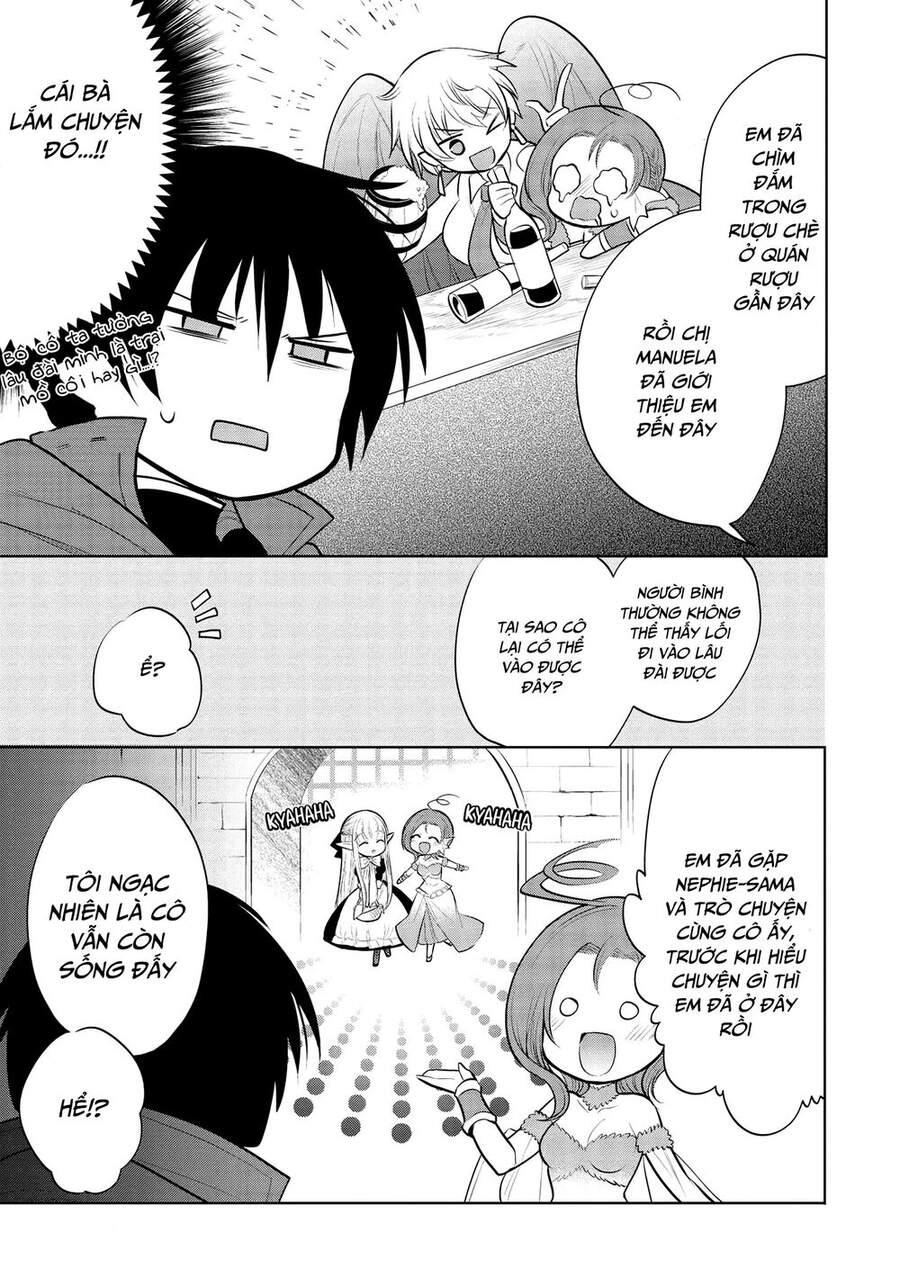 EM ĐÃ
CHÌM
ĐẮM
TRONG
RƯỢU CHÈ
Ở QUÁN
RƯỢU
GẦN ĐÂY
RỒI CHỊ
MANUELA
ĐÃ GIỚI
THIỆU EM
ĐẾN ĐÂY
CÁI BÀ
LẮM CHUYỆN
ĐÓ...!!
BỘ CÔ TA TƯỞNG
LÂU ĐÀI MÌNH LÀ TRẠI
MỒ CÔI HAY GÌ...!?
NGƯỜI BÌNH
THƯỜNG KHÔNG
THỂ THẤY LỐI
ĐI VÀO LÂU
ĐÀI ĐƯỢC
TẠI SAO CÔ
LẠI CÓ THỂ
VÀO ĐƯỢC
ĐÂY?
Ể?
EM ĐÃ GẶP
NEPHIE-SAMA
VÀ TRÒ CHUYỆN
CÙNG CÔ ẤY,
TRƯỚC KHI HIỂU
CHUYỆN GÌ THÌ
EM ĐÃ Ở ĐÂY
RỒI
KYAHAHA
KYAHAHA
TÔI NGẠC
NHIÊN LÀ CÔ
VẪN CÒN
SỐNG ĐẤY
HỂ!?